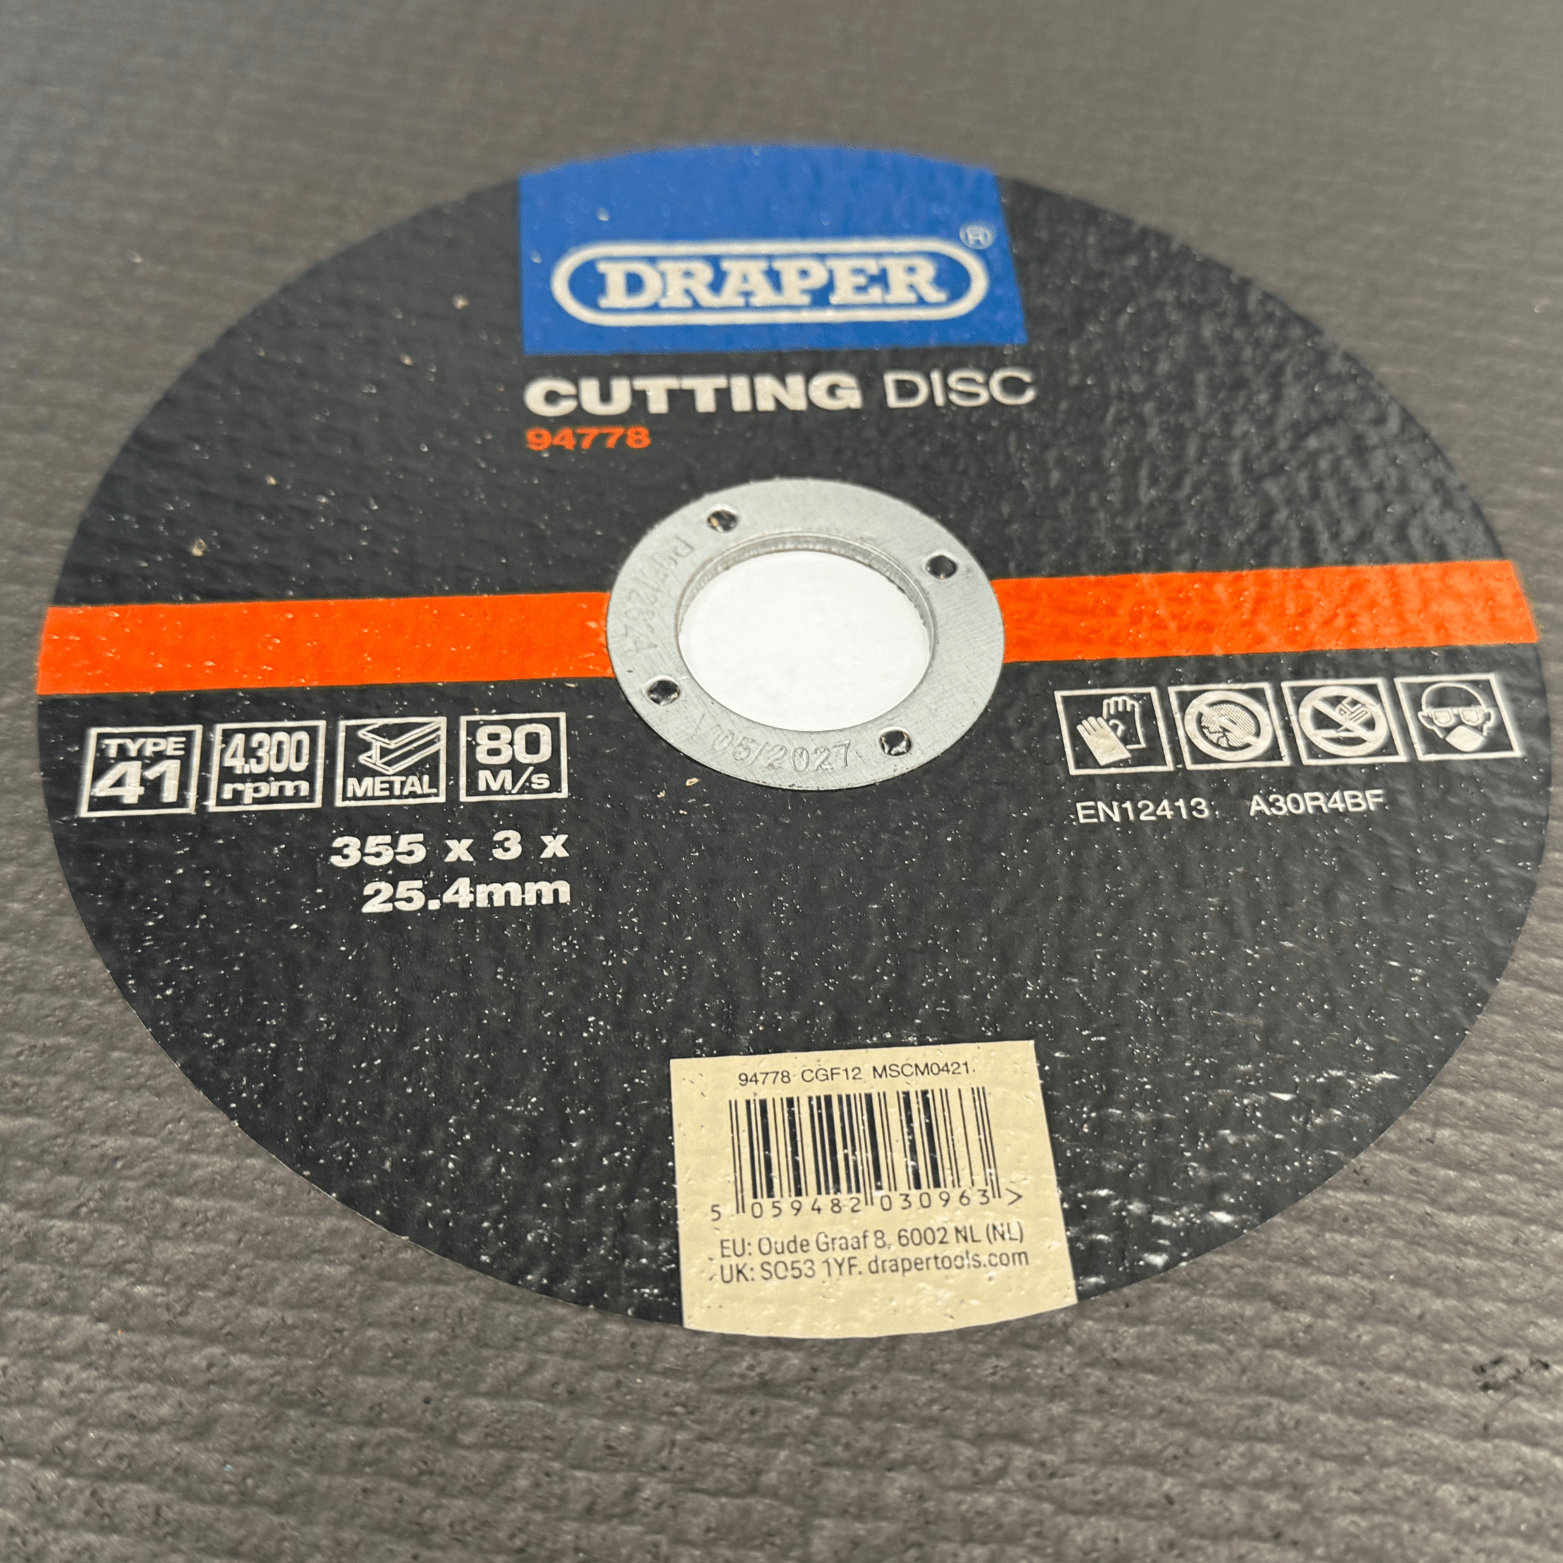 DRAPER®
CUTTING DISC
94778
V 05/2027
TYPE 41
4.300 rpm
METAL
80 M/s
355 x 3 x
25.4mm
EN12413 A30R4BF
94778 CGF12 MSCM0421
5 059482 030963 >
EU: Oude Graaf 8, 6002 NL (NL)
UK: SO53 1YF. drapertools.com